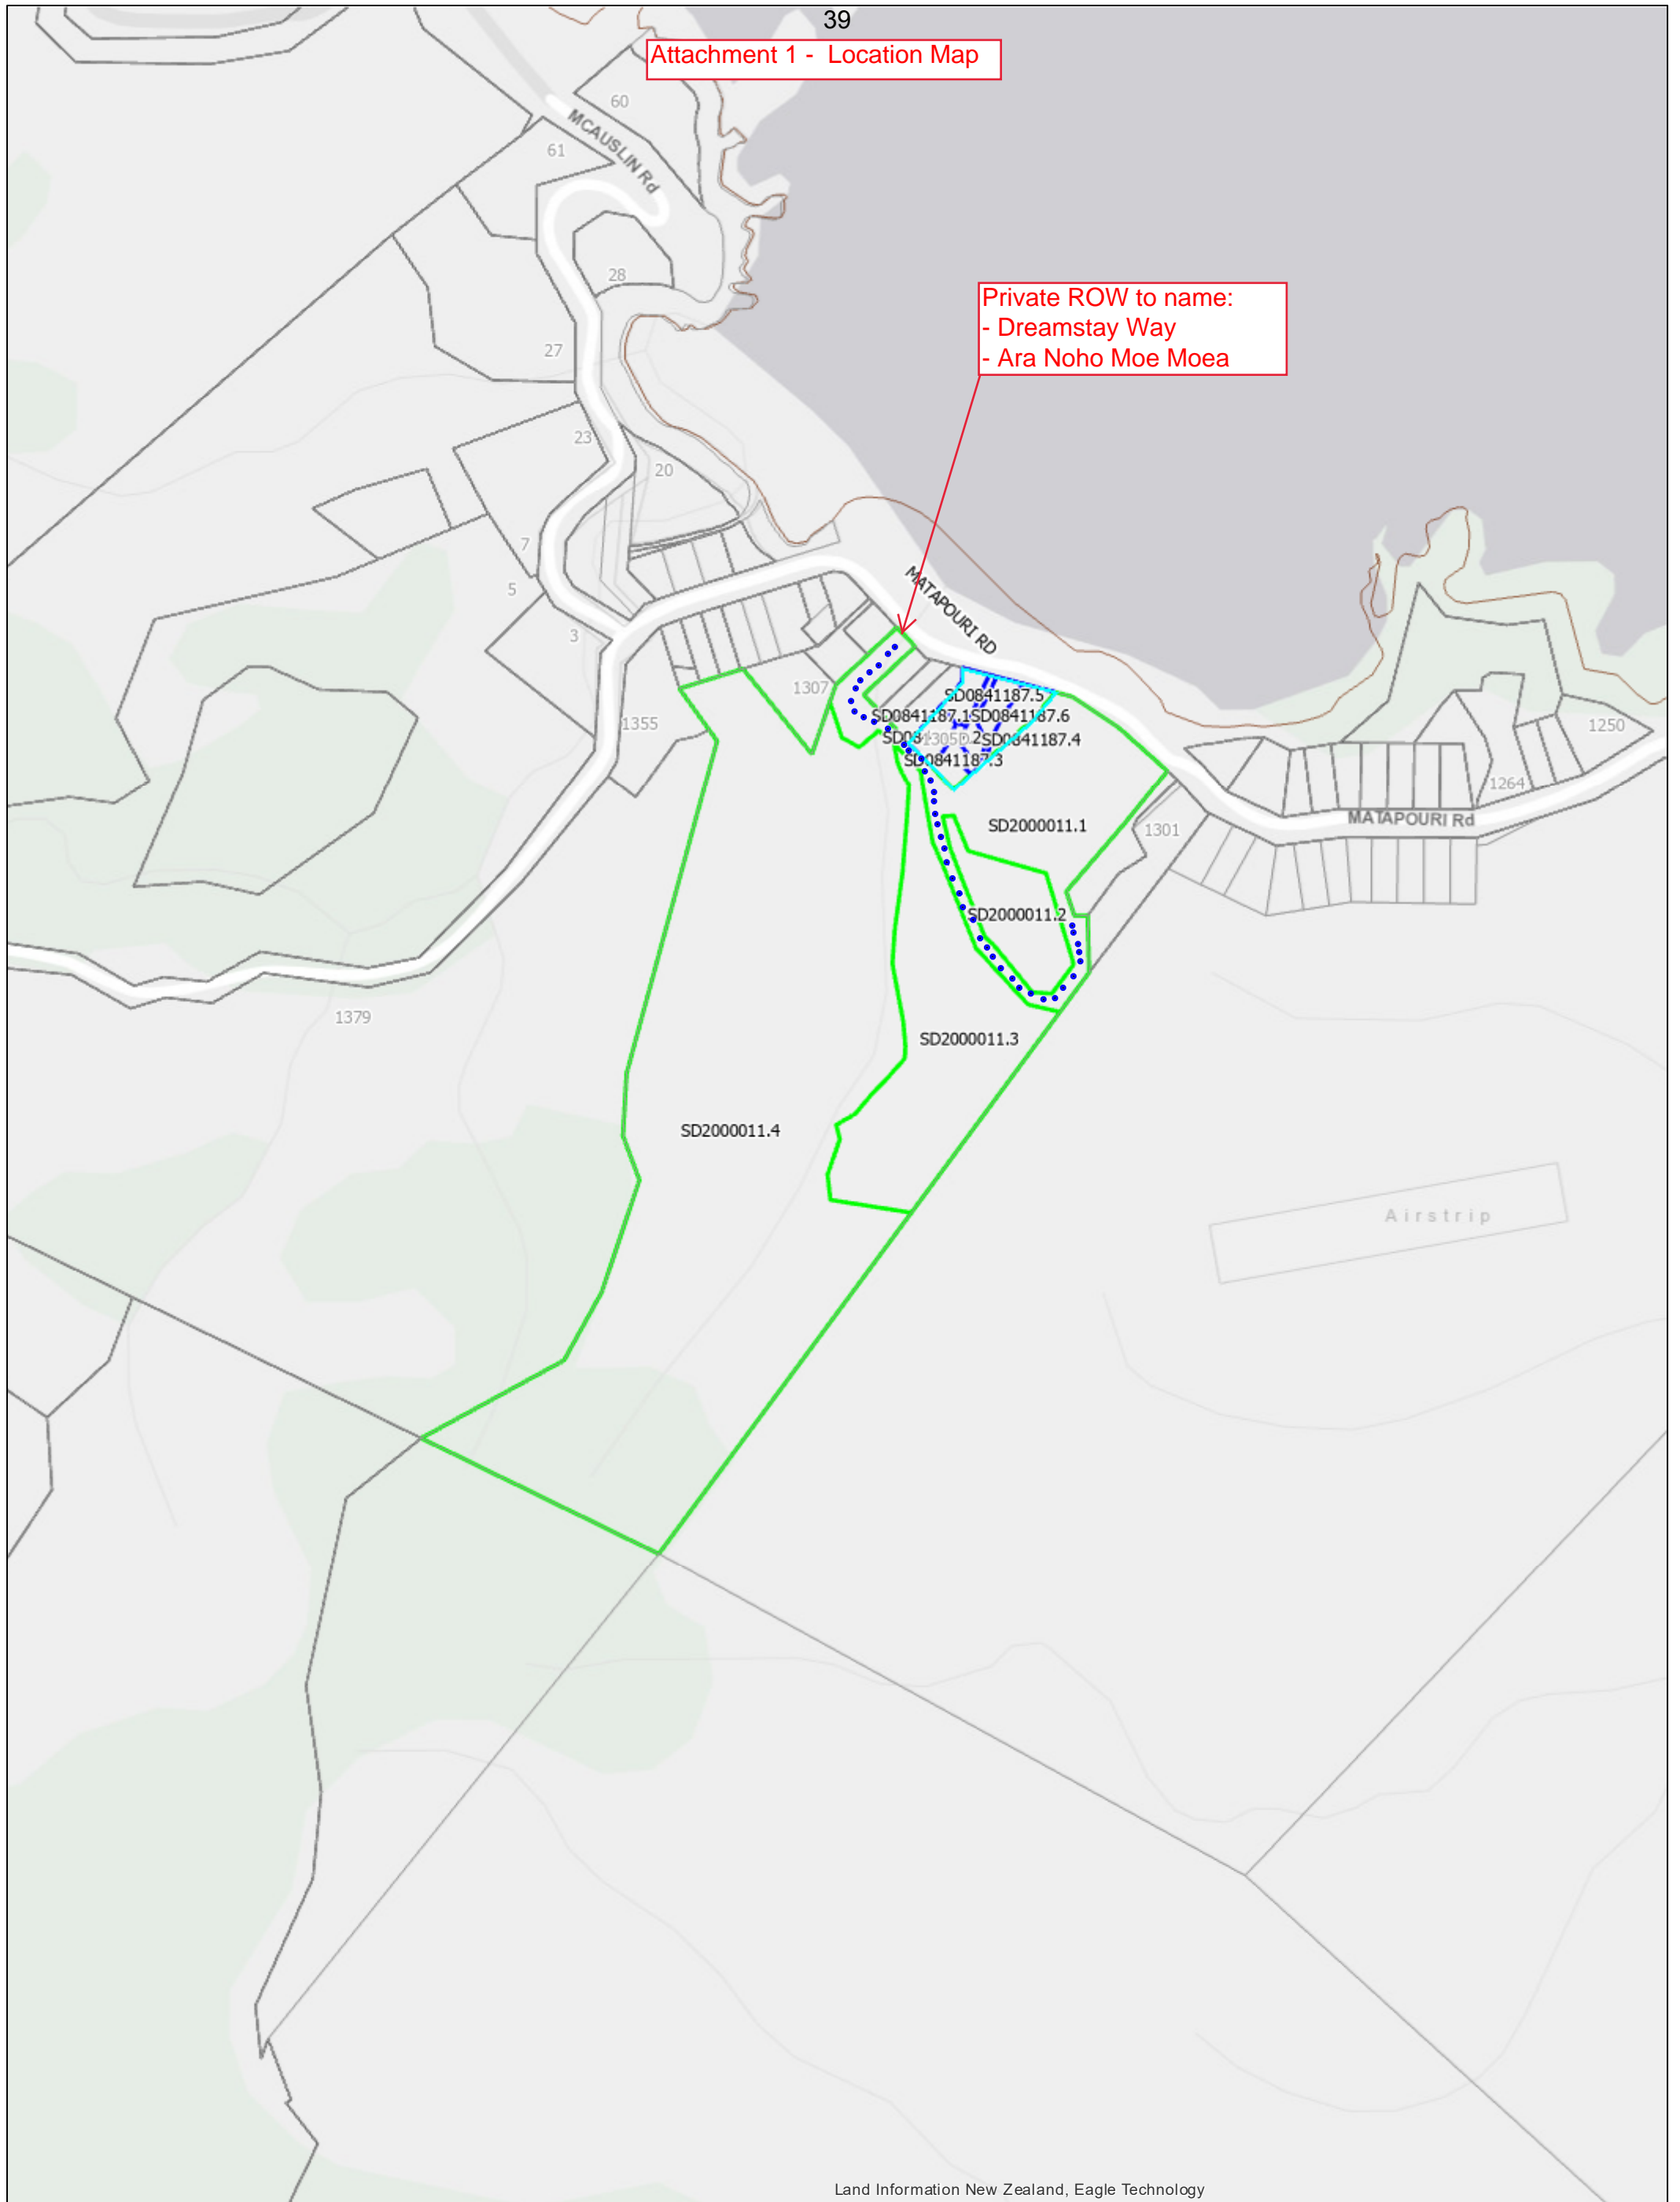 39
Attachment 1 - Location Map
60
MCAUSLIN Rd
61
28
Private ROW to name:
- Dreamstay Way
- Ara Noho Moe Moea
27
23
20
7
5
3
MATAPOURI RD
1307
1355
SD0841187.5
SD0841187.1
SD0841187.6
1305D
SD0841187.4
SD0841187.3
1250
1264
MATAPOURI Rd
SD2000011.1
1301
SD2000011.2
1379
SD2000011.3
SD2000011.4
Airstrip
Land Information New Zealand, Eagle Technology